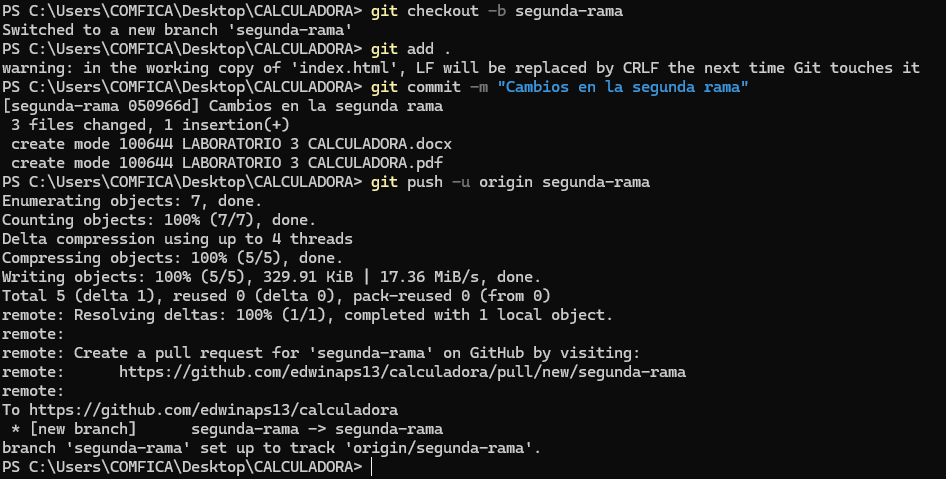 PS C:\Users\COMFICA\Desktop\CALCULADORA> git checkout -b segunda-rama
Switched to a new branch 'segunda-rama'
PS C:\Users\COMFICA\Desktop\CALCULADORA> git add .
warning: in the working copy of 'index.html', LF will be replaced by CRLF the next time Git touches it
PS C:\Users\COMFICA\Desktop\CALCULADORA> git commit -m "Cambios en la segunda rama"
[segunda-rama 050966d] Cambios en la segunda rama
 3 files changed, 1 insertion(+)
 create mode 100644 LABORATORIO 3 CALCULADORA.docx
 create mode 100644 LABORATORIO 3 CALCULADORA.pdf
PS C:\Users\COMFICA\Desktop\CALCULADORA> git push -u origin segunda-rama
Enumerating objects: 7, done.
Counting objects: 100% (7/7), done.
Delta compression using up to 4 threads
Compressing objects: 100% (5/5), done.
Writing objects: 100% (5/5), 329.91 KiB | 17.36 MiB/s, done.
Total 5 (delta 1), reused 0 (delta 0), pack-reused 0 (from 0)
remote: Resolving deltas: 100% (1/1), completed with 1 local object.
remote:
remote: Create a pull request for 'segunda-rama' on GitHub by visiting:
remote:      https://github.com/edwinaps13/calculadora/pull/new/segunda-rama
remote:
To https://github.com/edwinaps13/calculadora
 * [new branch]      segunda-rama -> segunda-rama
branch 'segunda-rama' set up to track 'origin/segunda-rama'.
PS C:\Users\COMFICA\Desktop\CALCULADORA>